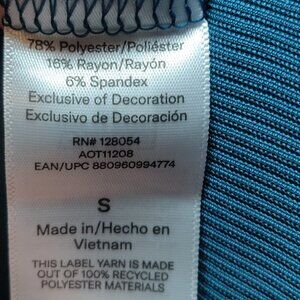 78% Polyester/Poliéster
16% Rayon/Rayón
6% Spandex
Exclusive of Decoration
Exclusivo de Decoración
RN# 128054
AOT11208
EAN/UPC 880960994774
S
Made in/Hecho en
Vietnam
THIS LABEL YARN IS MADE
OUT OF 100% RECYCLED
POLYESTER MATERIALS